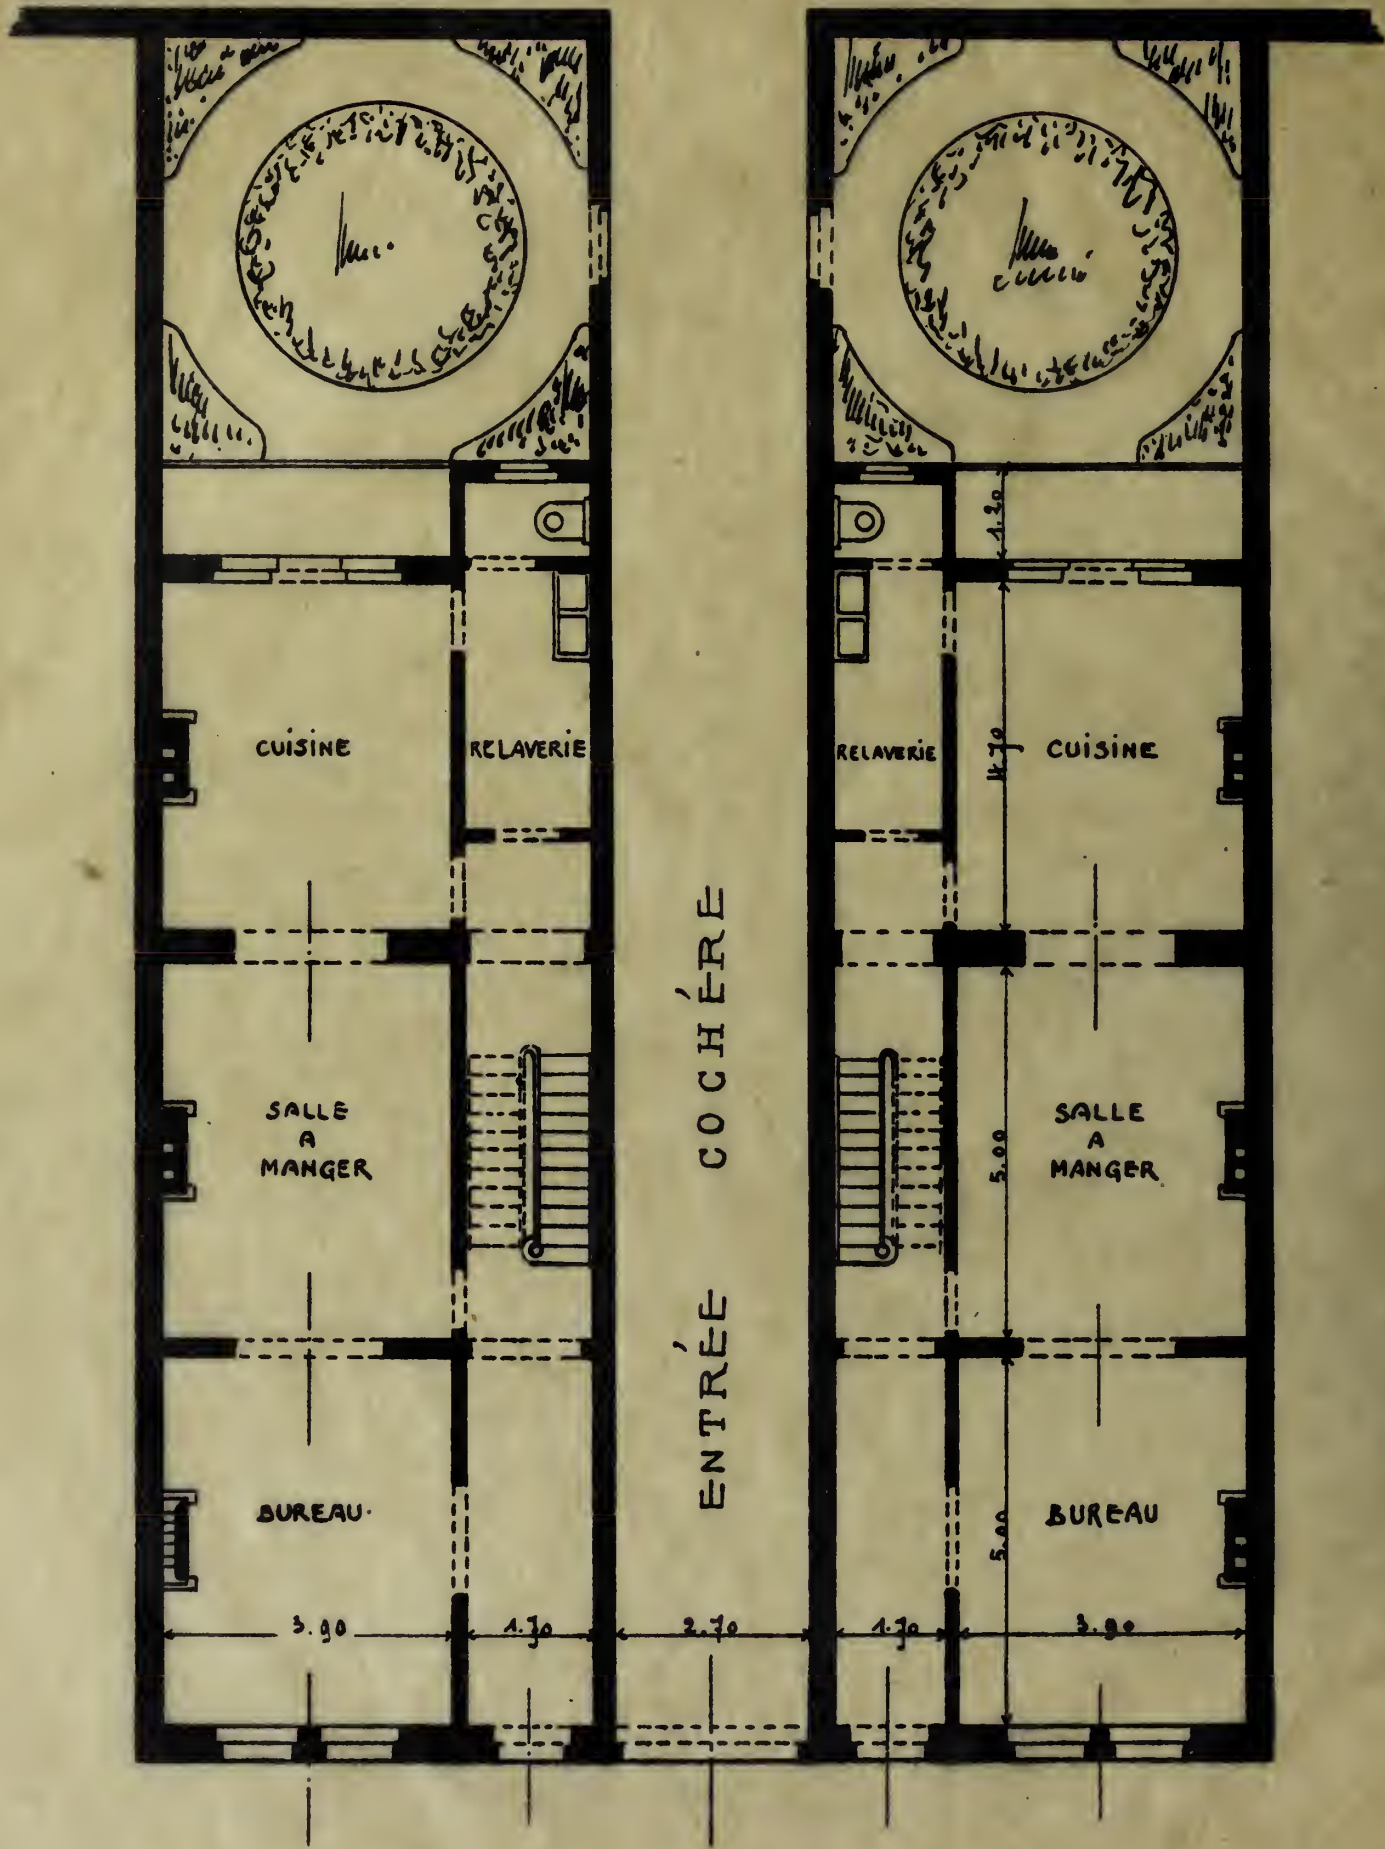 1.20
CUISINE
RELAVERIE
RELAVERIE
4.70
CUISINE
SALLE
A
MANGER
ENTRÉE COCHÉRE
5.00
SALLE
A
MANGER
BUREAU.
5.00
BUREAU
3.90
1.70
2.70
1.70
3.90